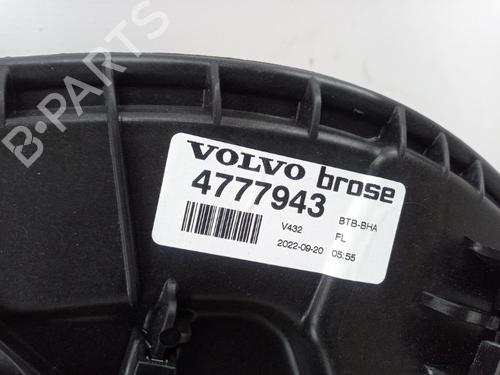 B-PARTS
VOLVO brose
4777943
V432 BTB-BHA
FL
2022-09-20 05:55